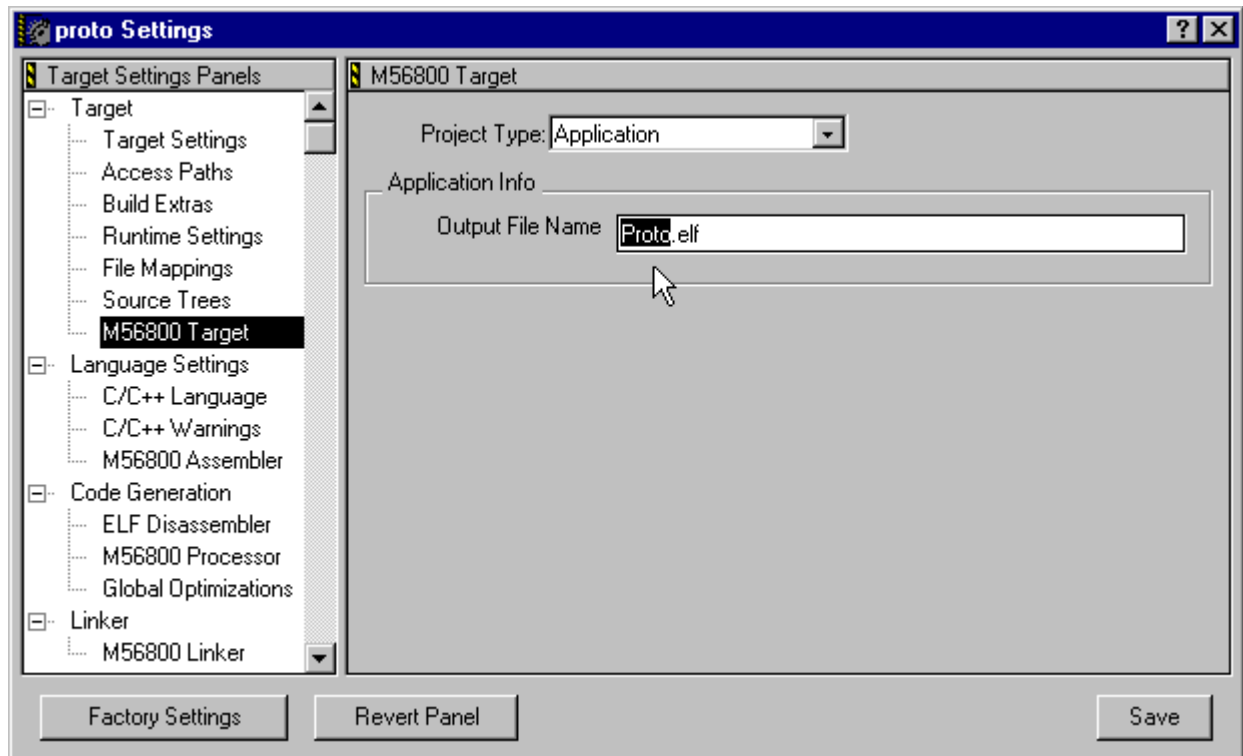 proto Settings
Target Settings Panels
Target
Target Settings
Access Paths
Build Extras
Runtime Settings
File Mappings
Source Trees
M56800 Target
Language Settings
C/C++ Language
C/C++ Warnings
M56800 Assembler
Code Generation
ELF Disassembler
M56800 Processor
Global Optimizations
Linker
M56800 Linker
M56800 Target
Project Type: Application
Application Info
Output File Name Proto.elf
Factory Settings Revert Panel Save